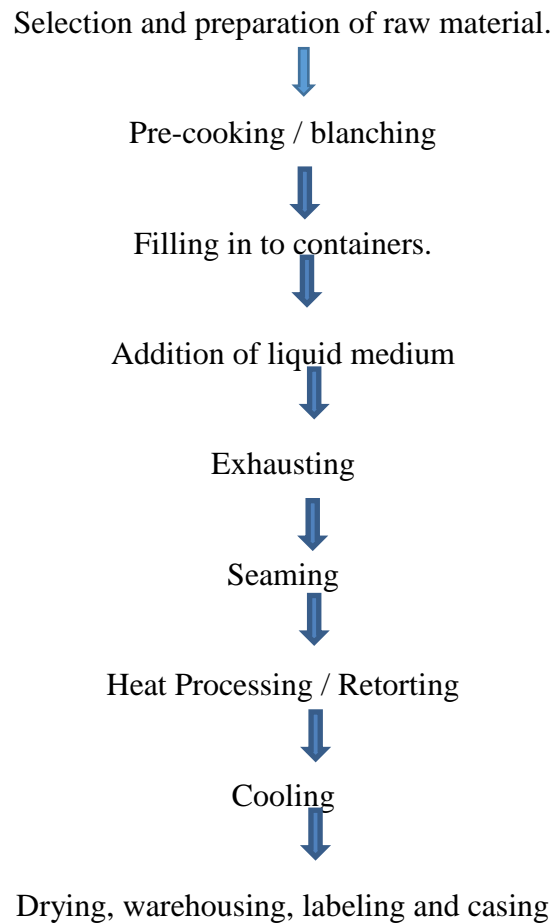 Selection and preparation of raw material.
Pre-cooking / blanching
Filling in to containers.
Addition of liquid medium
Exhausting
Seaming
Heat Processing / Retorting
Cooling
Drying, warehousing, labeling and casing